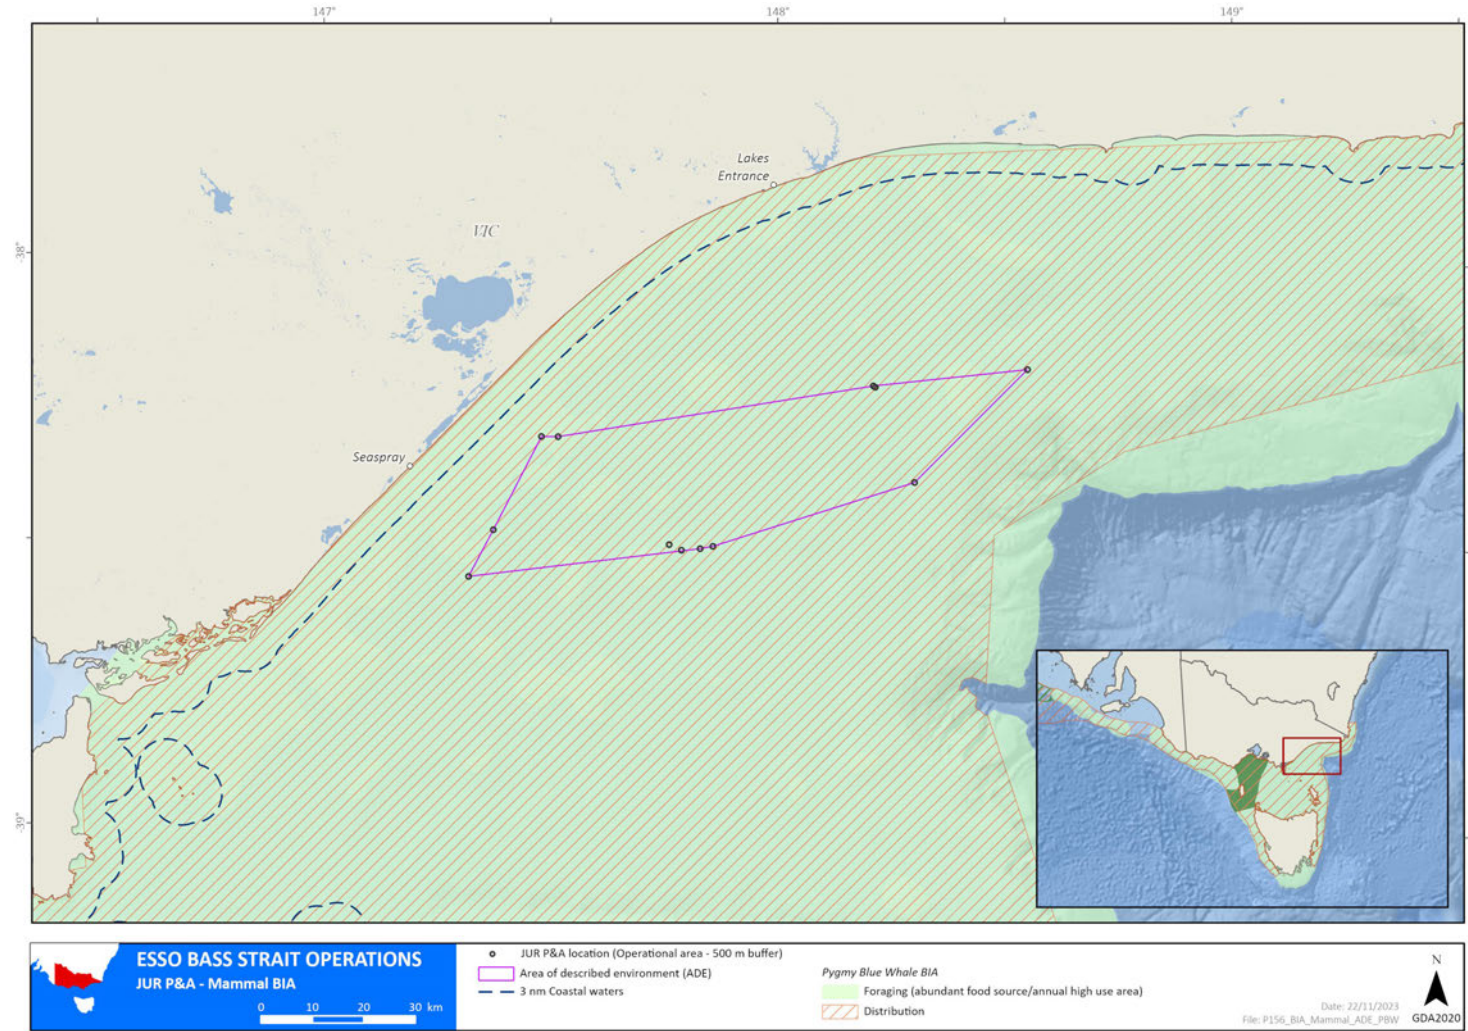 147°
148°
149°
38°
39°
Lakes
Entrance
VIC
Seaspray
ESSO BASS STRAIT OPERATIONS
JUR P&A - Mammal BIA
0 10 20 30 km
JUR P&A location (Operational area - 500 m buffer)
Area of described environment (ADE)
3 nm Coastal waters
Pygmy Blue Whale BIA
Foraging (abundant food source/annual high use area)
Distribution
N
Date: 22/11/2023
File: P156_BIA_Mammal_ADE_PBW
GDA2020